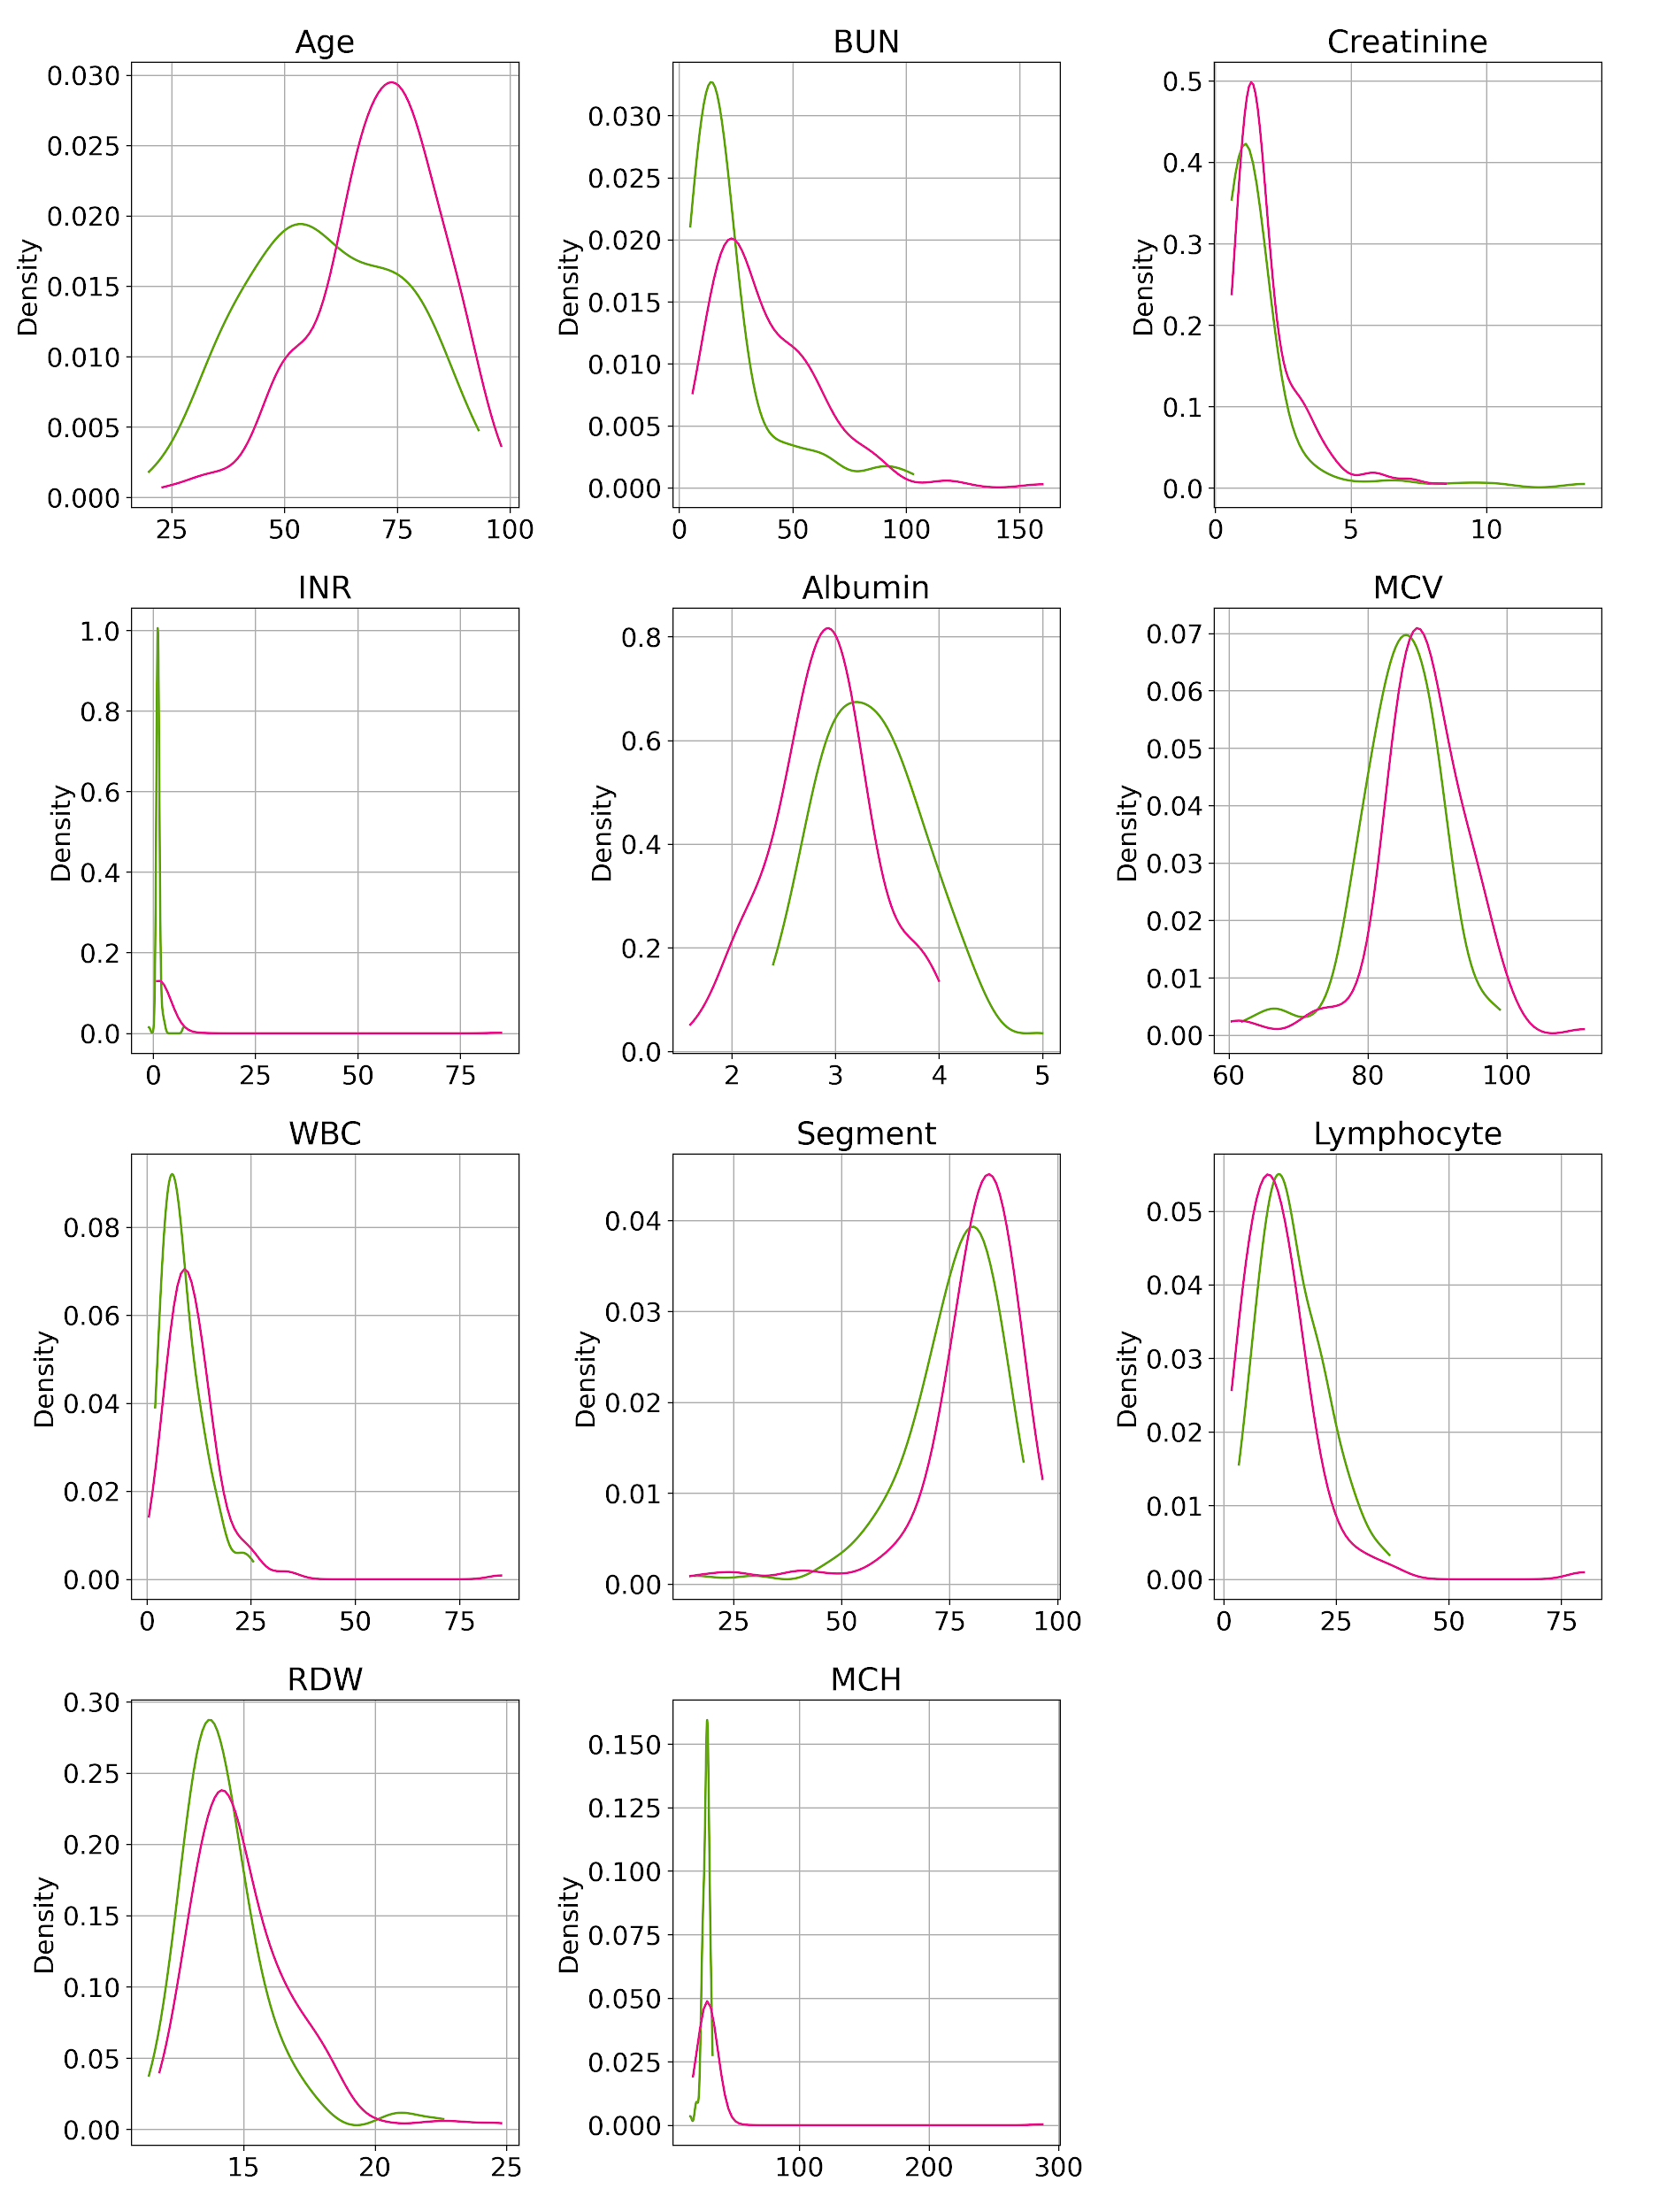 Age
BUN
Creatinine
0.030
0.025
0.020
0.015
0.010
0.005
0.000
Density
25 50 75 100
0.030
0.025
0.020
0.015
0.010
0.005
0.000
Density
0 50 100 150
0.5
0.4
0.3
0.2
0.1
0.0
Density
0 5 10
INR
Albumin
MCV
1.0
0.8
0.6
0.4
0.2
0.0
Density
0 25 50 75
0.8
0.6
0.4
0.2
0.0
Density
2 3 4 5
0.07
0.06
0.05
0.04
0.03
0.02
0.01
0.00
Density
60 80 100
WBC
Segment
Lymphocyte
0.08
0.06
0.04
0.02
0.00
Density
0 25 50 75
0.04
0.03
0.02
0.01
0.00
Density
25 50 75 100
0.05
0.04
0.03
0.02
0.01
0.00
Density
0 25 50 75
RDW
MCH
0.30
0.25
0.20
0.15
0.10
0.05
0.00
Density
15 20 25
0.150
0.125
0.100
0.075
0.050
0.025
0.000
Density
100 200 300